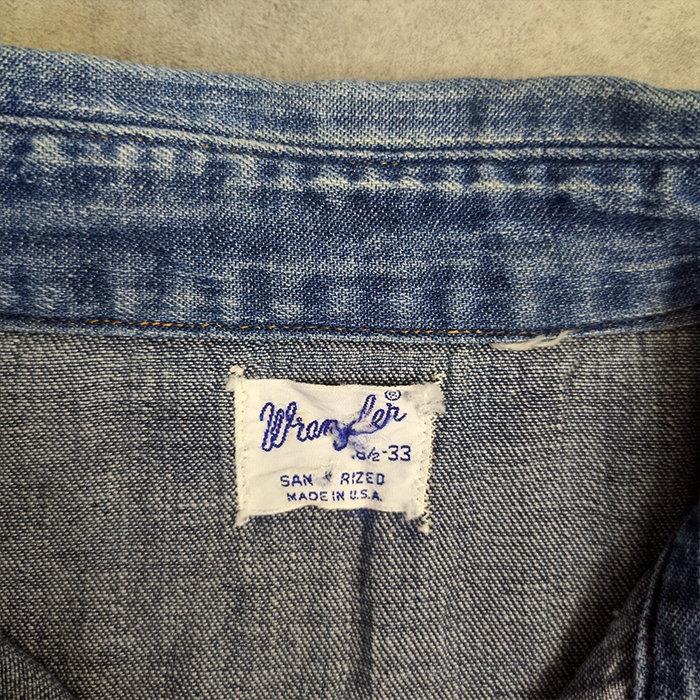 Wrangler®
6½-33
SAN RIZED
MADE IN U.S.A.